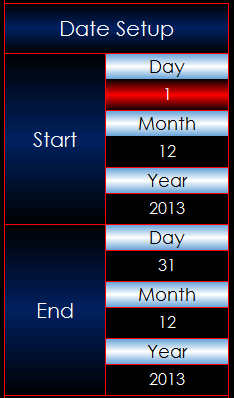 Date Setup
Start
Day
1
Month
12
Year
2013
End
Day
31
Month
12
Year
2013